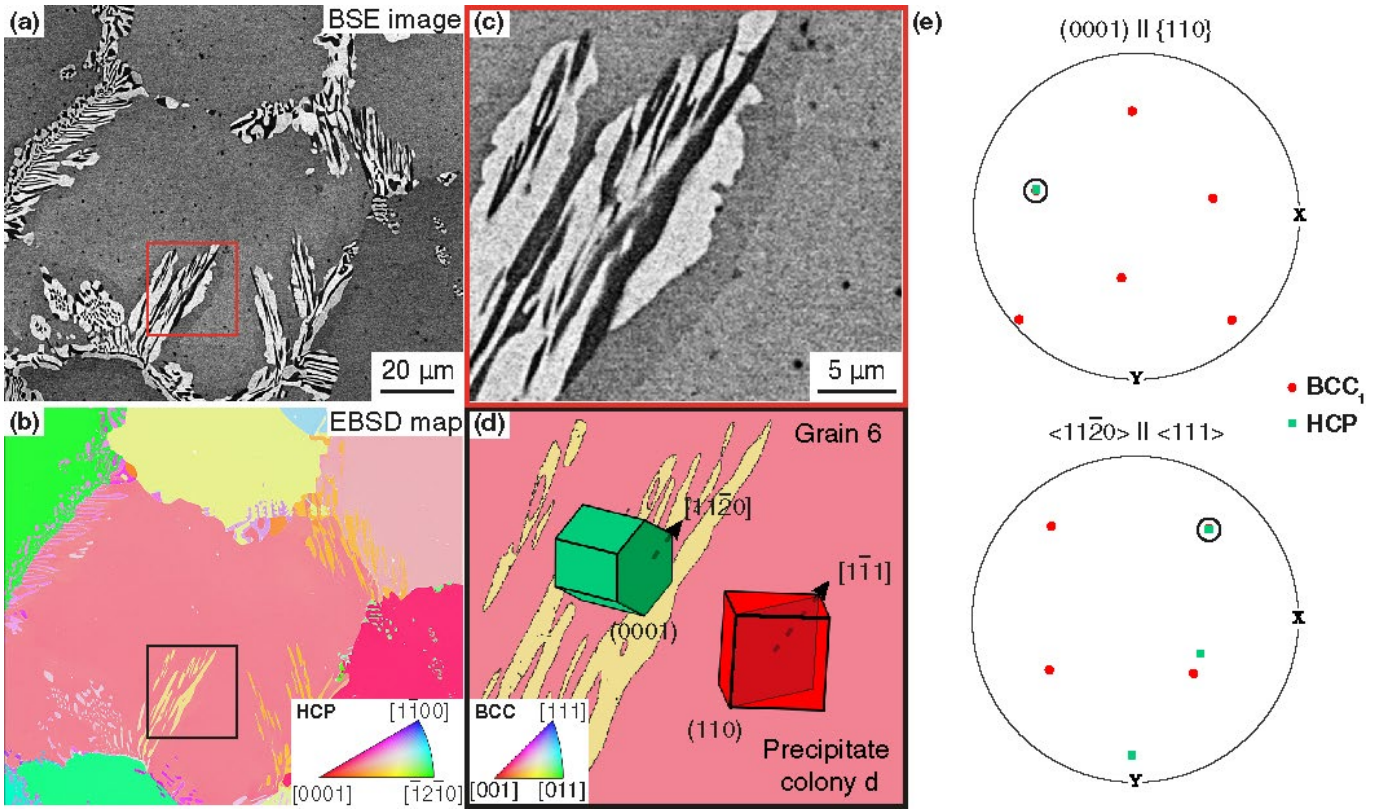 (a) BSE image
20 μm
(b) EBSD map
HCP
[11̅00]
[0001] [1̅21̅0]
(c)
5 μm
(d) Grain 6
[112̅0]
(0001)
[11̅1]
(110)
BCC
[111]
[001] [011]
Precipitate
colony d
(e)
(0001) || {110}
X
Y
BCC₁
HCP
<112̅0> || <111>
X
Y